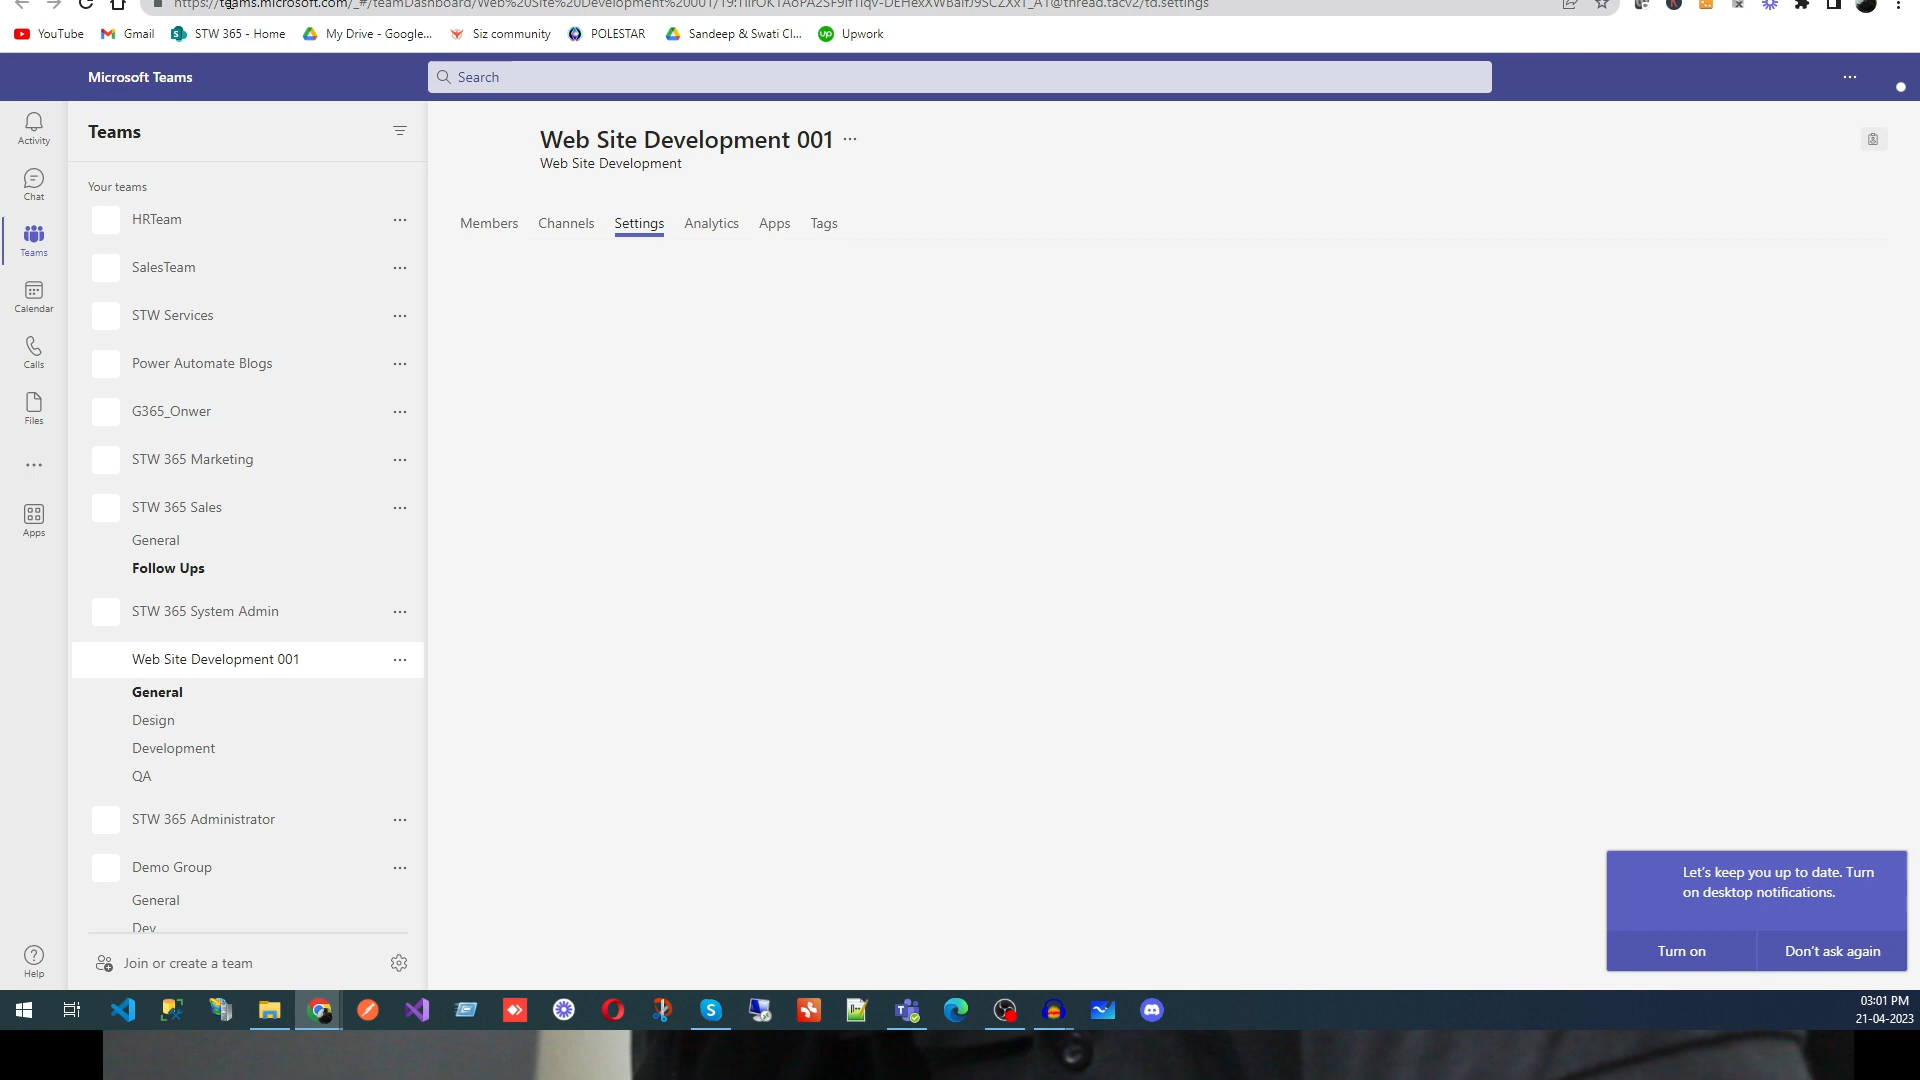 YouTube Gmail STW 365 - Home My Drive - Google... Siz community POLESTAR Sandeep & Swati Cl... Upwork
Microsoft Teams
Search
Activity
Chat
Teams
Calendar
Calls
Files
Apps
Help
Teams
Your teams
HRTeam
SalesTeam
STW Services
Power Automate Blogs
G365_Onwer
STW 365 Marketing
STW 365 Sales
General
Follow Ups
STW 365 System Admin
Web Site Development 001
General
Design
Development
QA
STW 365 Administrator
Demo Group
General
Dev
Join or create a team
Web Site Development 001
Web Site Development
Members Channels Settings Analytics Apps Tags
Let's keep you up to date. Turn
on desktop notifications.
Turn on Don't ask again
03:01 PM
21-04-2023